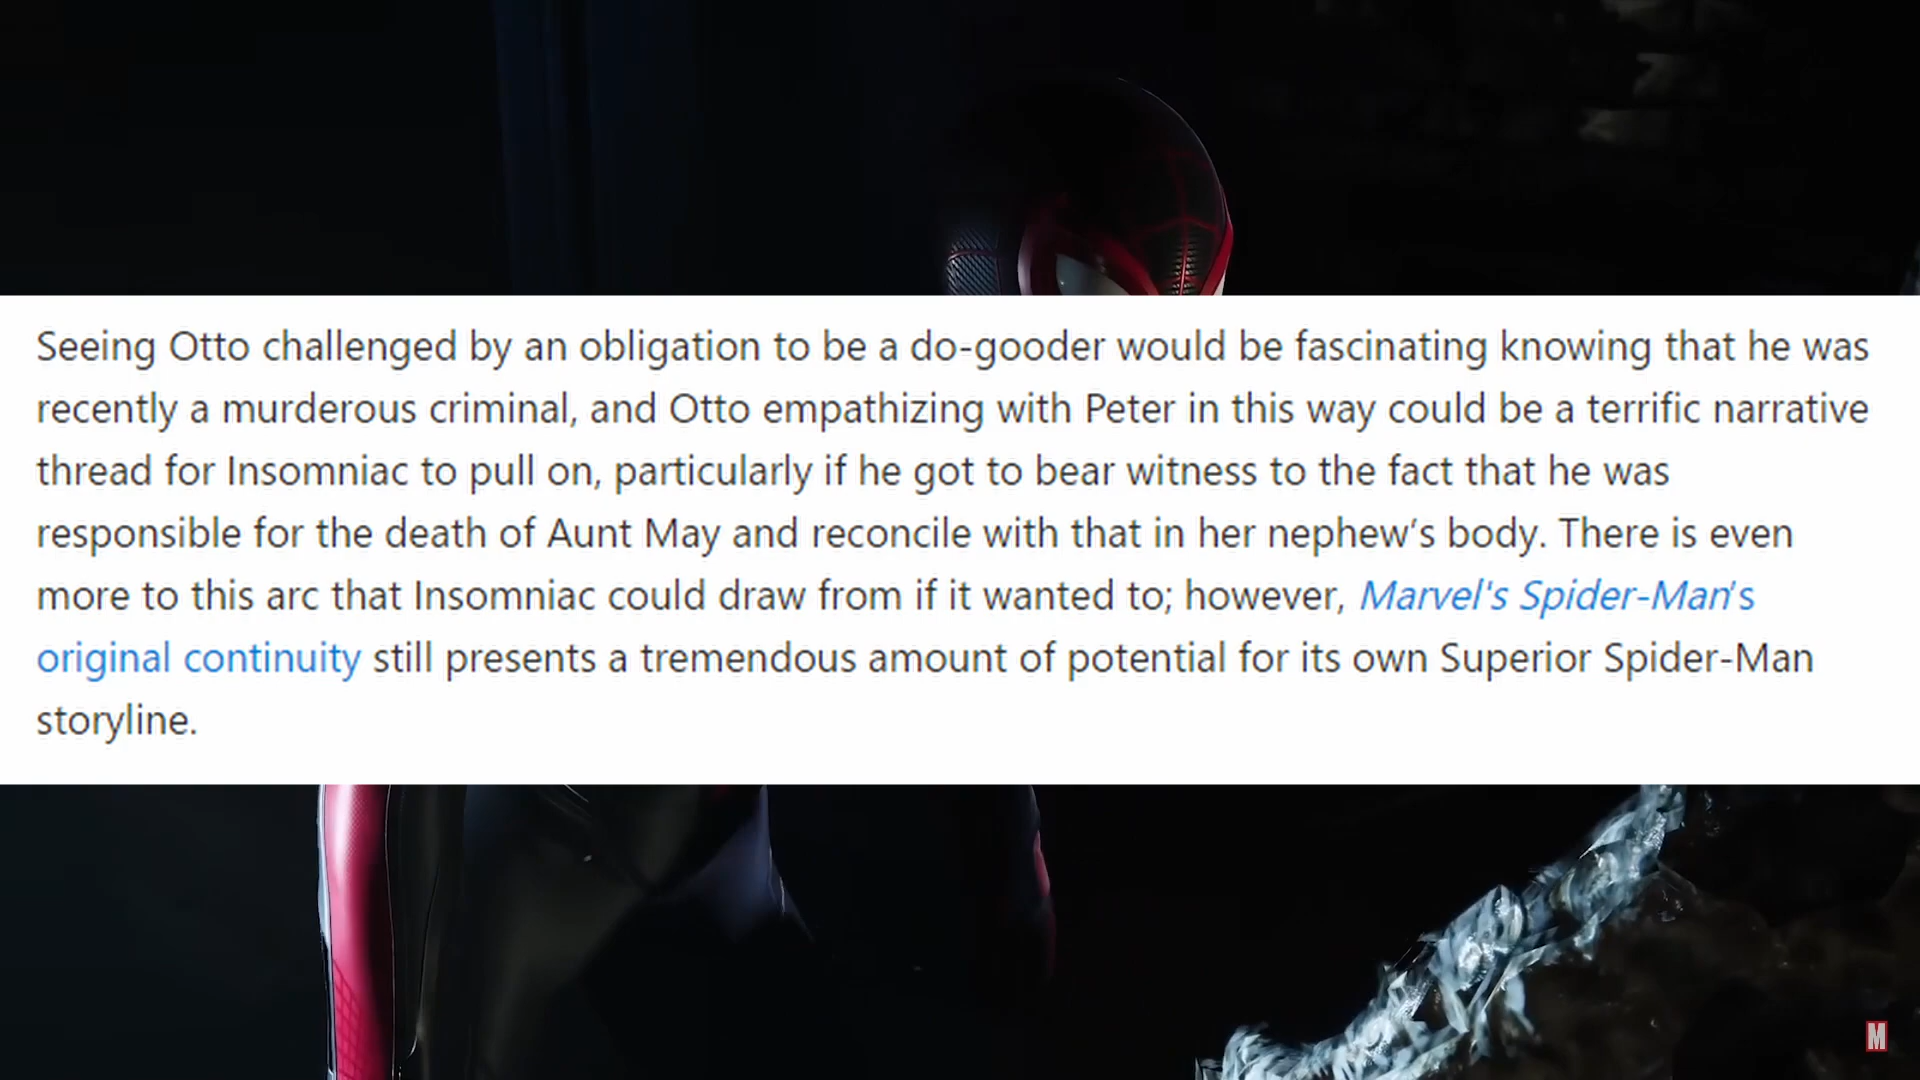 Seeing Otto challenged by an obligation to be a do-gooder would be fascinating knowing that he was
recently a murderous criminal, and Otto empathizing with Peter in this way could be a terrific narrative
thread for Insomniac to pull on, particularly if he got to bear witness to the fact that he was
responsible for the death of Aunt May and reconcile with that in her nephew’s body. There is even
more to this arc that Insomniac could draw from if it wanted to; however, Marvel's Spider-Man's
original continuity still presents a tremendous amount of potential for its own Superior Spider-Man
storyline.
M